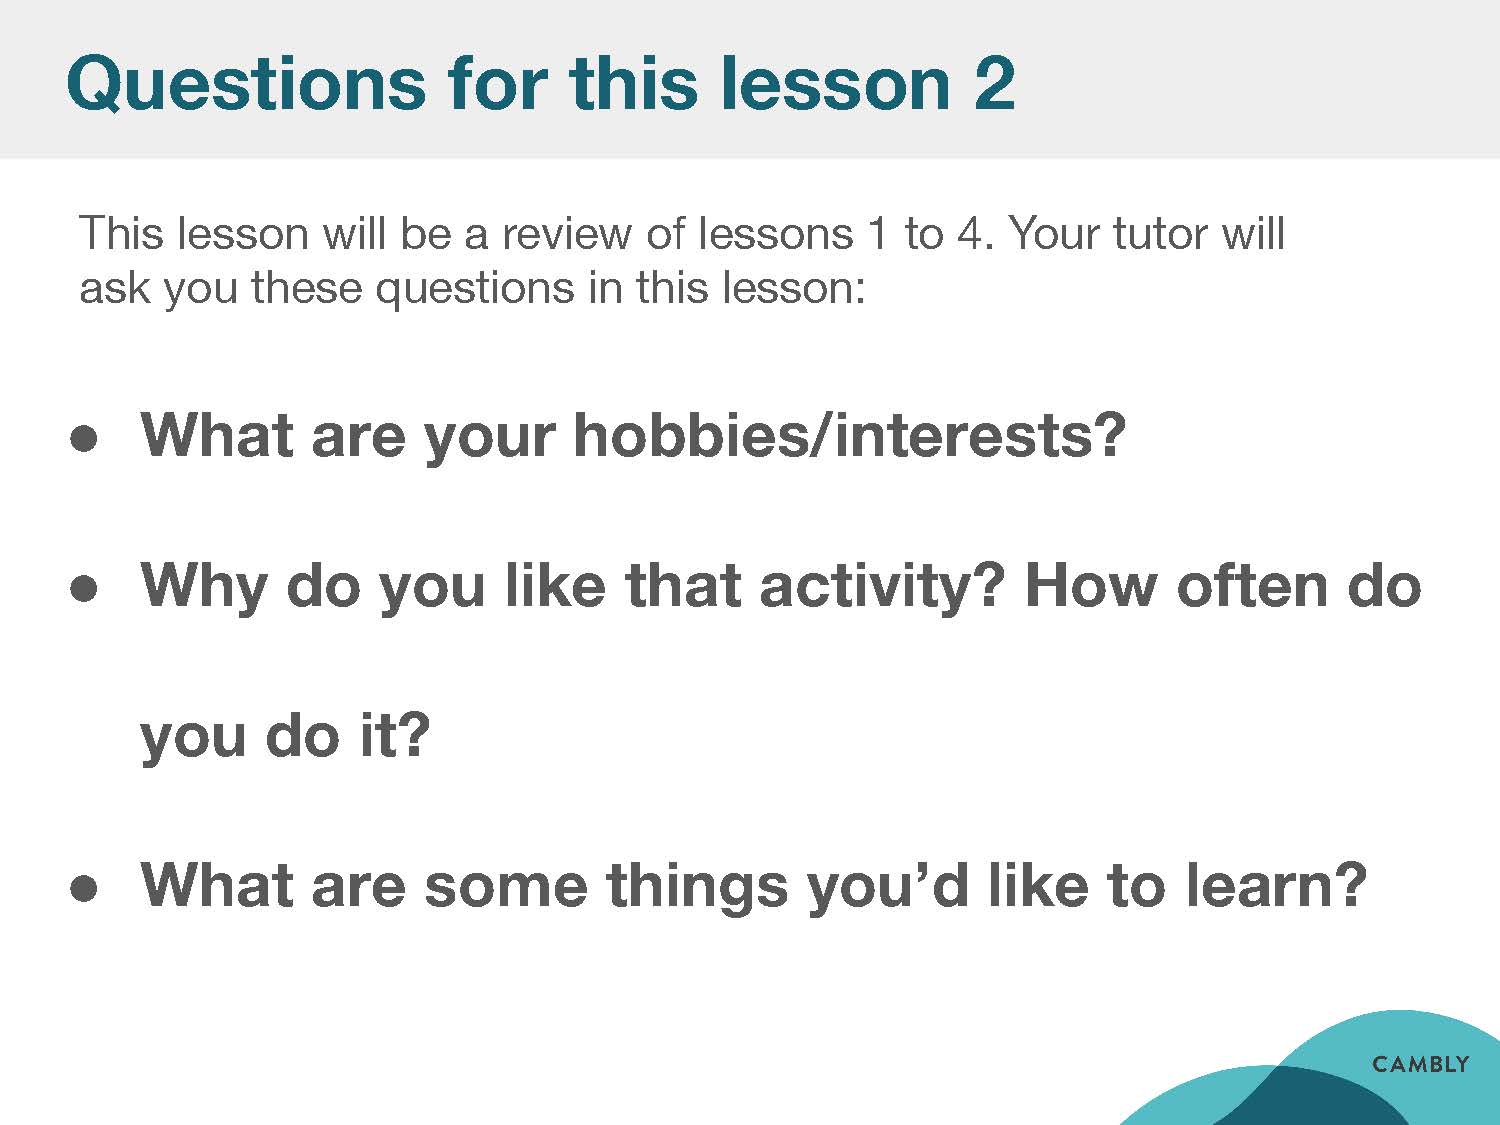 Questions for this lesson 2
This lesson will be a review of lessons 1 to 4. Your tutor will
ask you these questions in this lesson:
● What are your hobbies/interests?
● Why do you like that activity? How often do
you do it?
● What are some things you’d like to learn?
CAMBLY